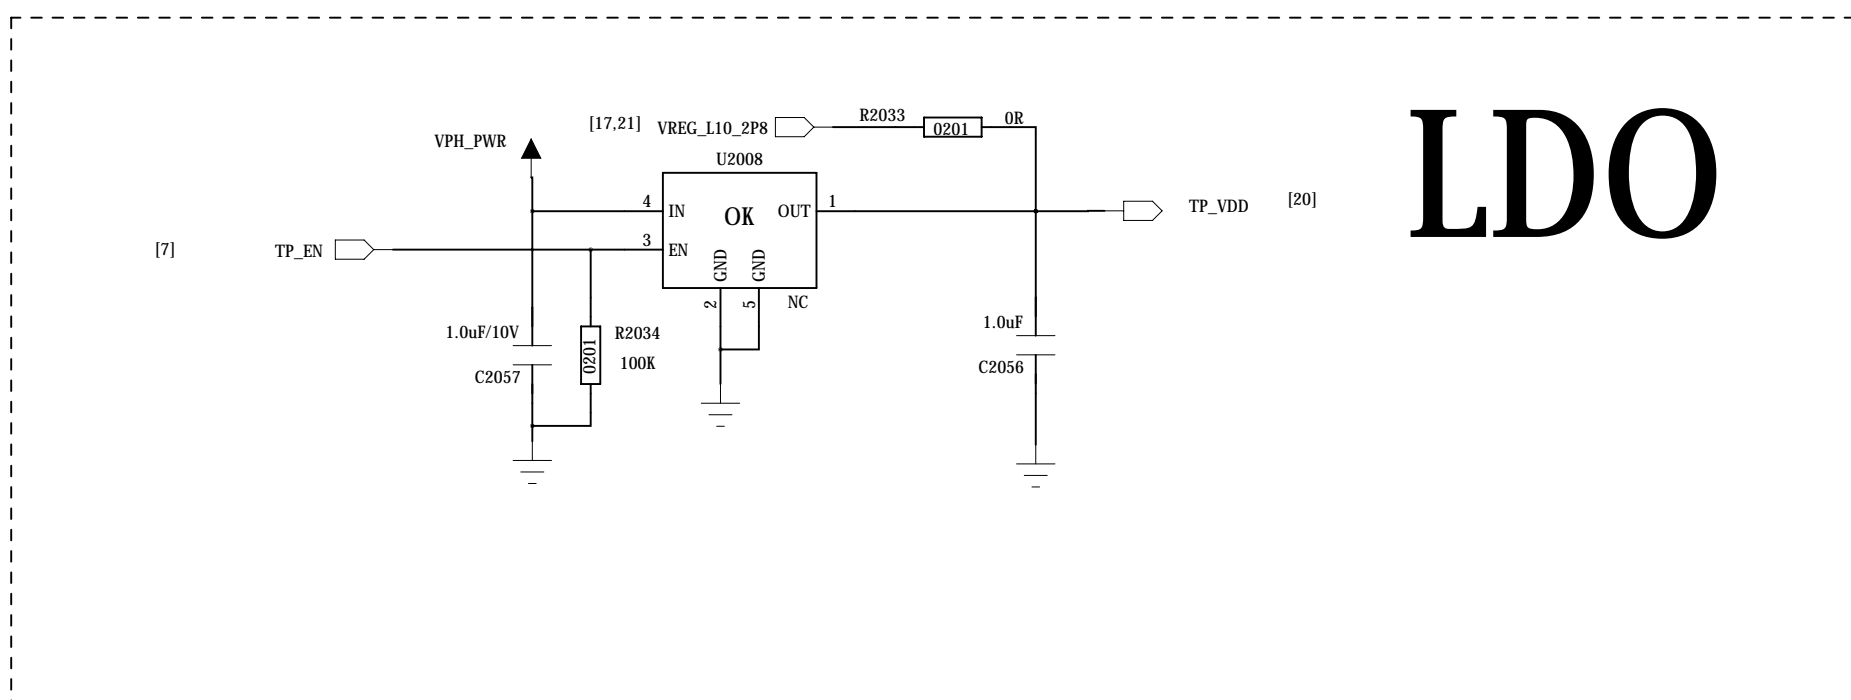 LDO
[17,21] VREG_L10_2P8 R2033 0201 0R
VPH_PWR
U2008
4 IN OK OUT 1
TP_VDD [20]
[7] TP_EN 3 EN
GND GND
2 5 NC
1.0uF/10V
C2057
0201
R2034
100K
1.0uF
C2056